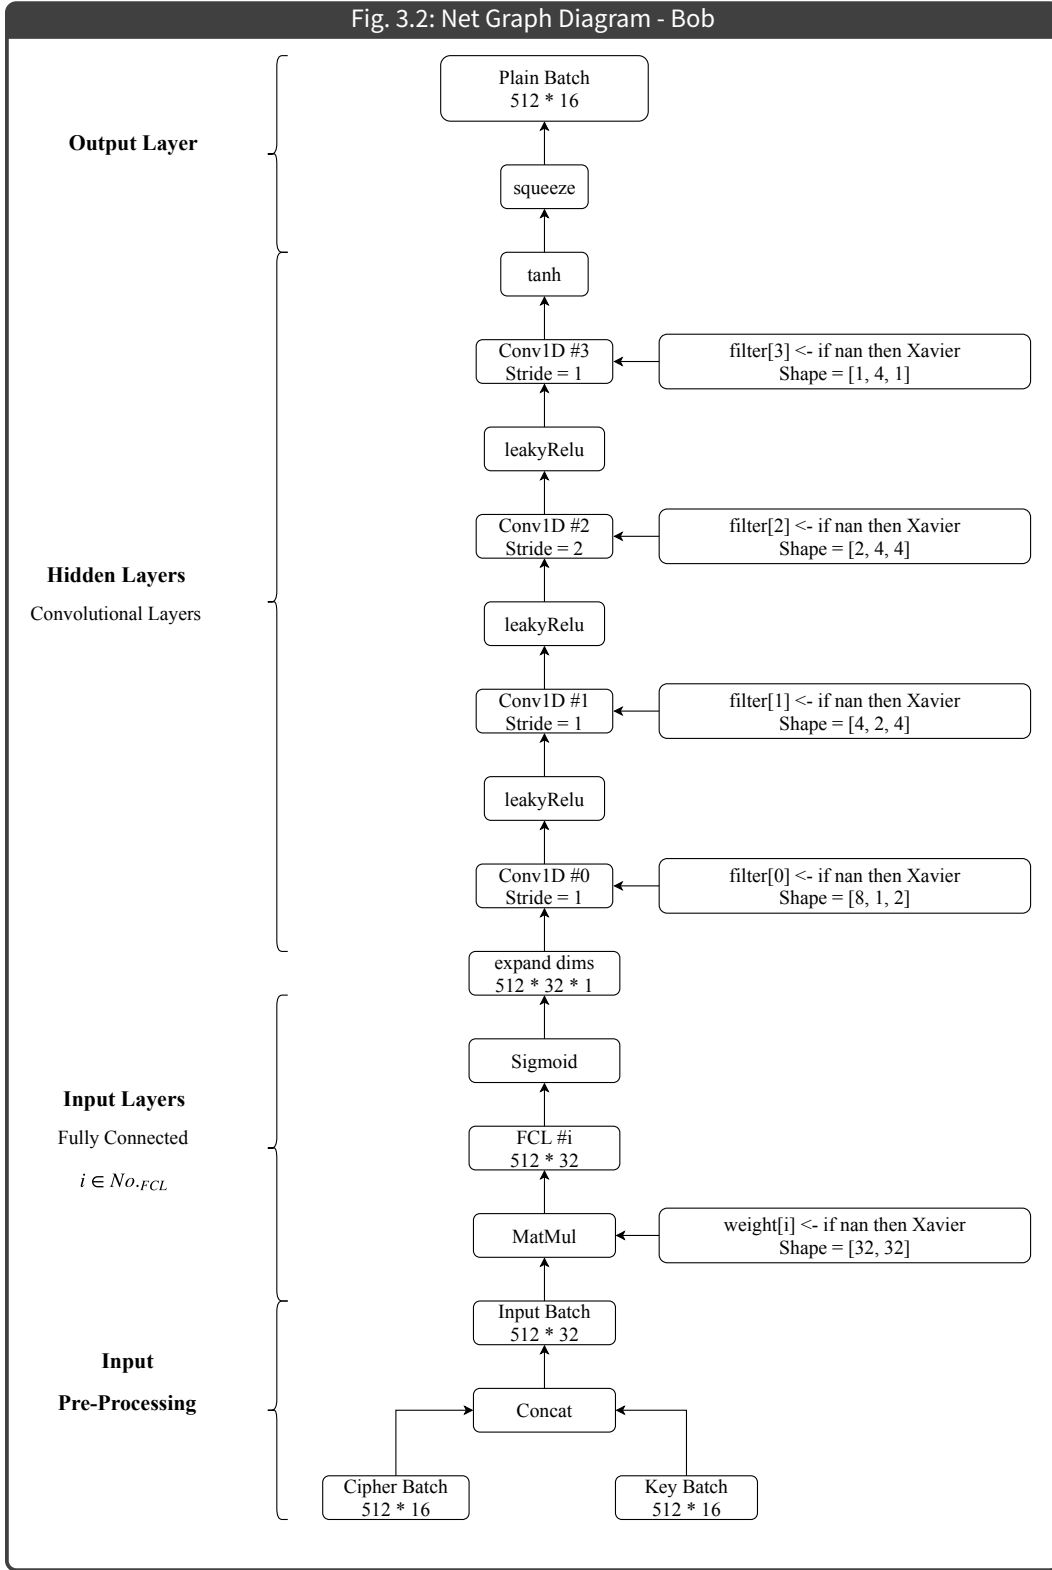 Fig. 3.2: Net Graph Diagram - Bob
Plain Batch
512 * 16
Output Layer
squeeze
tanh
Conv1D #3
Stride = 1
filter[3] <- if nan then Xavier
Shape = [1, 4, 1]
leakyRelu
Conv1D #2
Stride = 2
filter[2] <- if nan then Xavier
Shape = [2, 4, 4]
Hidden Layers
Convolutional Layers
leakyRelu
Conv1D #1
Stride = 1
filter[1] <- if nan then Xavier
Shape = [4, 2, 4]
leakyRelu
Conv1D #0
Stride = 1
filter[0] <- if nan then Xavier
Shape = [8, 1, 2]
expand dims
512 * 32 * 1
Sigmoid
Input Layers
Fully Connected
i ∈ No.FCL
FCL #i
512 * 32
MatMul
weight[i] <- if nan then Xavier
Shape = [32, 32]
Input Batch
512 * 32
Input
Pre-Processing
Concat
Cipher Batch
512 * 16
Key Batch
512 * 16